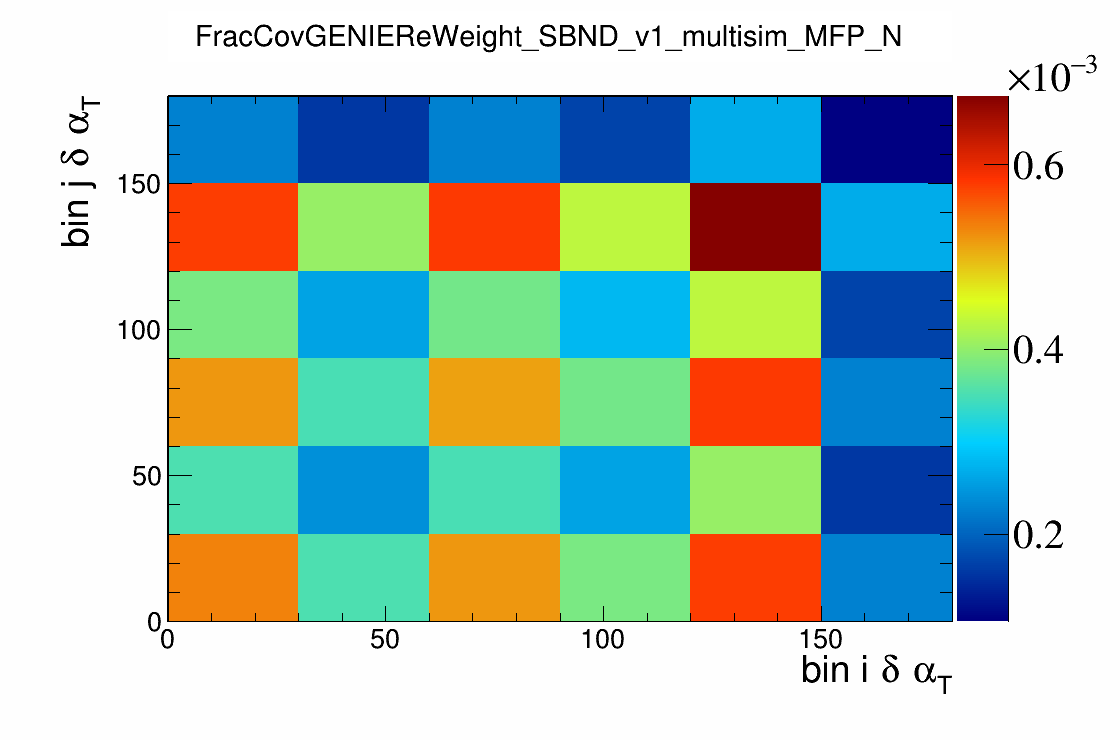 FracCovGENIEReWeight_SBND_v1_multisim_MFP_N
×10⁻³
bin j δ α_T
150
100
50
0
0 50 100 150
bin i δ α_T
0.6
0.4
0.2